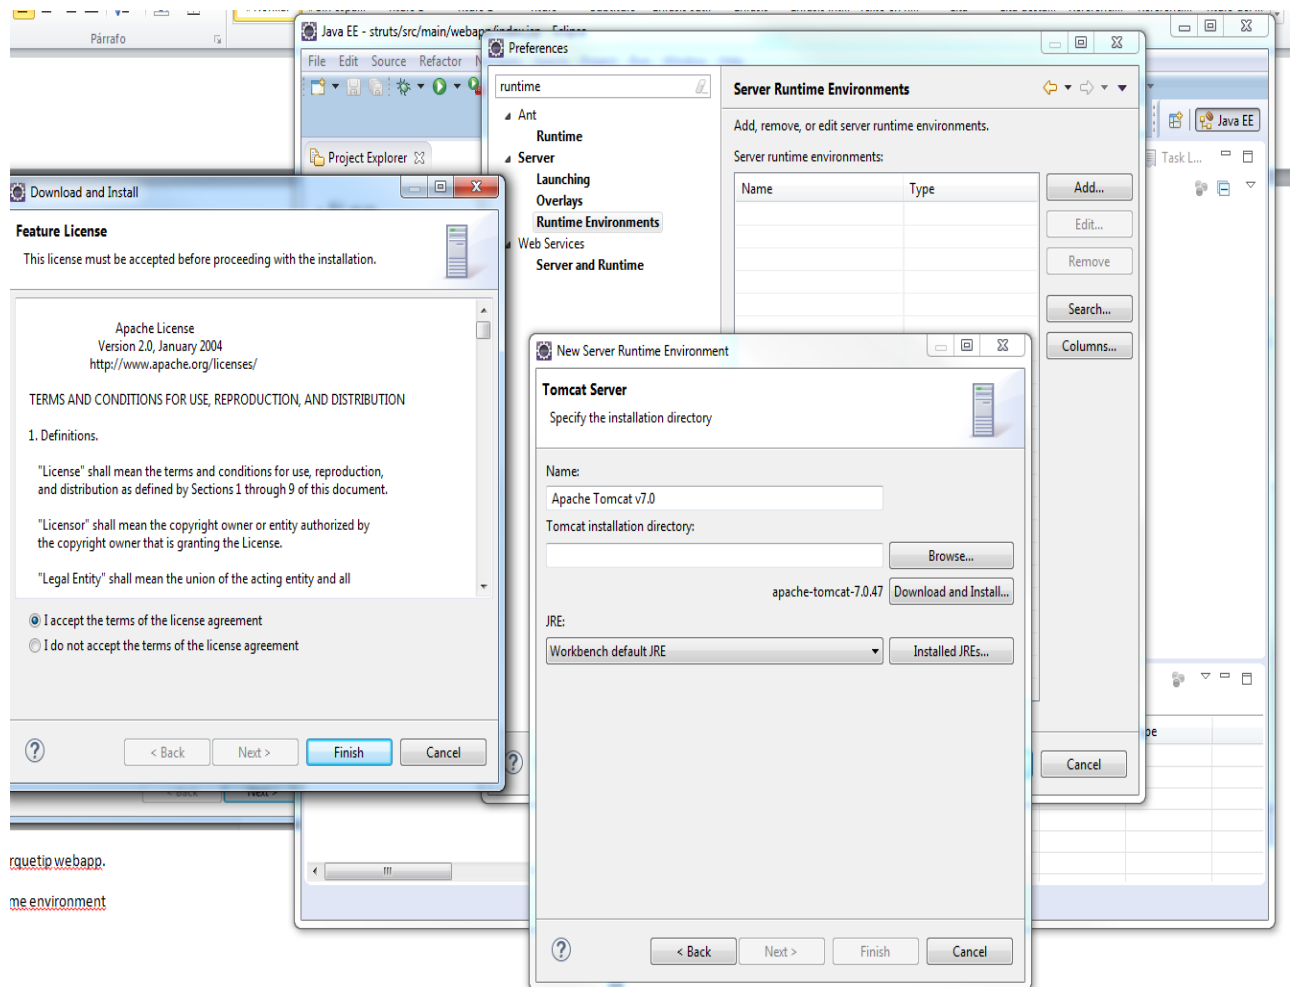 Párrafo
Java EE - struts/src/main/webapp/index.jsp - Eclipse
File Edit Source Refactor
Java EE
Project Explorer
Task L...
Preferences
runtime
Ant
Runtime
Server
Launching
Overlays
Runtime Environments
Web Services
Server and Runtime
Server Runtime Environments
Add, remove, or edit server runtime environments.
Server runtime environments:
Name Type
Add...
Edit...
Remove
Search...
Columns...
Cancel
Download and Install
Feature License
This license must be accepted before proceeding with the installation.
Apache License
Version 2.0, January 2004
http://www.apache.org/licenses/
TERMS AND CONDITIONS FOR USE, REPRODUCTION, AND DISTRIBUTION
1. Definitions.
"License" shall mean the terms and conditions for use, reproduction,
and distribution as defined by Sections 1 through 9 of this document.
"Licensor" shall mean the copyright owner or entity authorized by
the copyright owner that is granting the License.
"Legal Entity" shall mean the union of the acting entity and all
I accept the terms of the license agreement
I do not accept the terms of the license agreement
< Back Next > Finish Cancel
New Server Runtime Environment
Tomcat Server
Specify the installation directory
Name:
Apache Tomcat v7.0
Tomcat installation directory:
Browse...
apache-tomcat-7.0.47 Download and Install...
JRE:
Workbench default JRE Installed JREs...
< Back Next > Finish Cancel
pe
rquetip webapp.
me environment